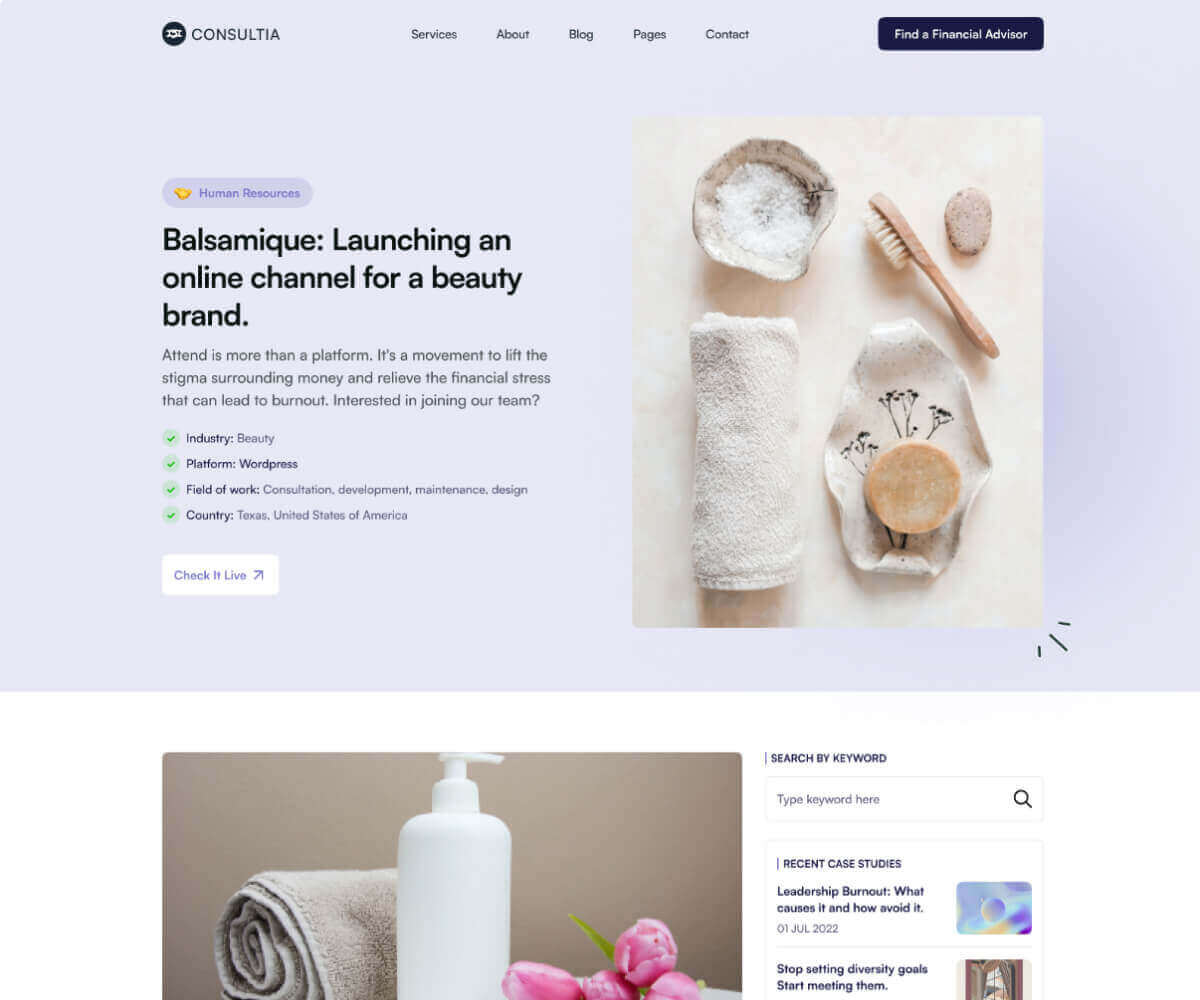 CONSULTIA
Services
About
Blog
Pages
Contact
Find a Financial Advisor
Human Resources
Balsamique: Launching an
online channel for a beauty
brand.
Attend is more than a platform. It's a movement to lift the
stigma surrounding money and relieve the financial stress
that can lead to burnout. Interested in joining our team?
Industry: Beauty
Platform: Wordpress
Field of work: Consultation, development, maintenance, design
Country: Texas, United States of America
Check It Live
SEARCH BY KEYWORD
Type keyword here
RECENT CASE STUDIES
Leadership Burnout: What
causes it and how avoid it.
01 JUL 2022
Stop setting diversity goals
Start meeting them.